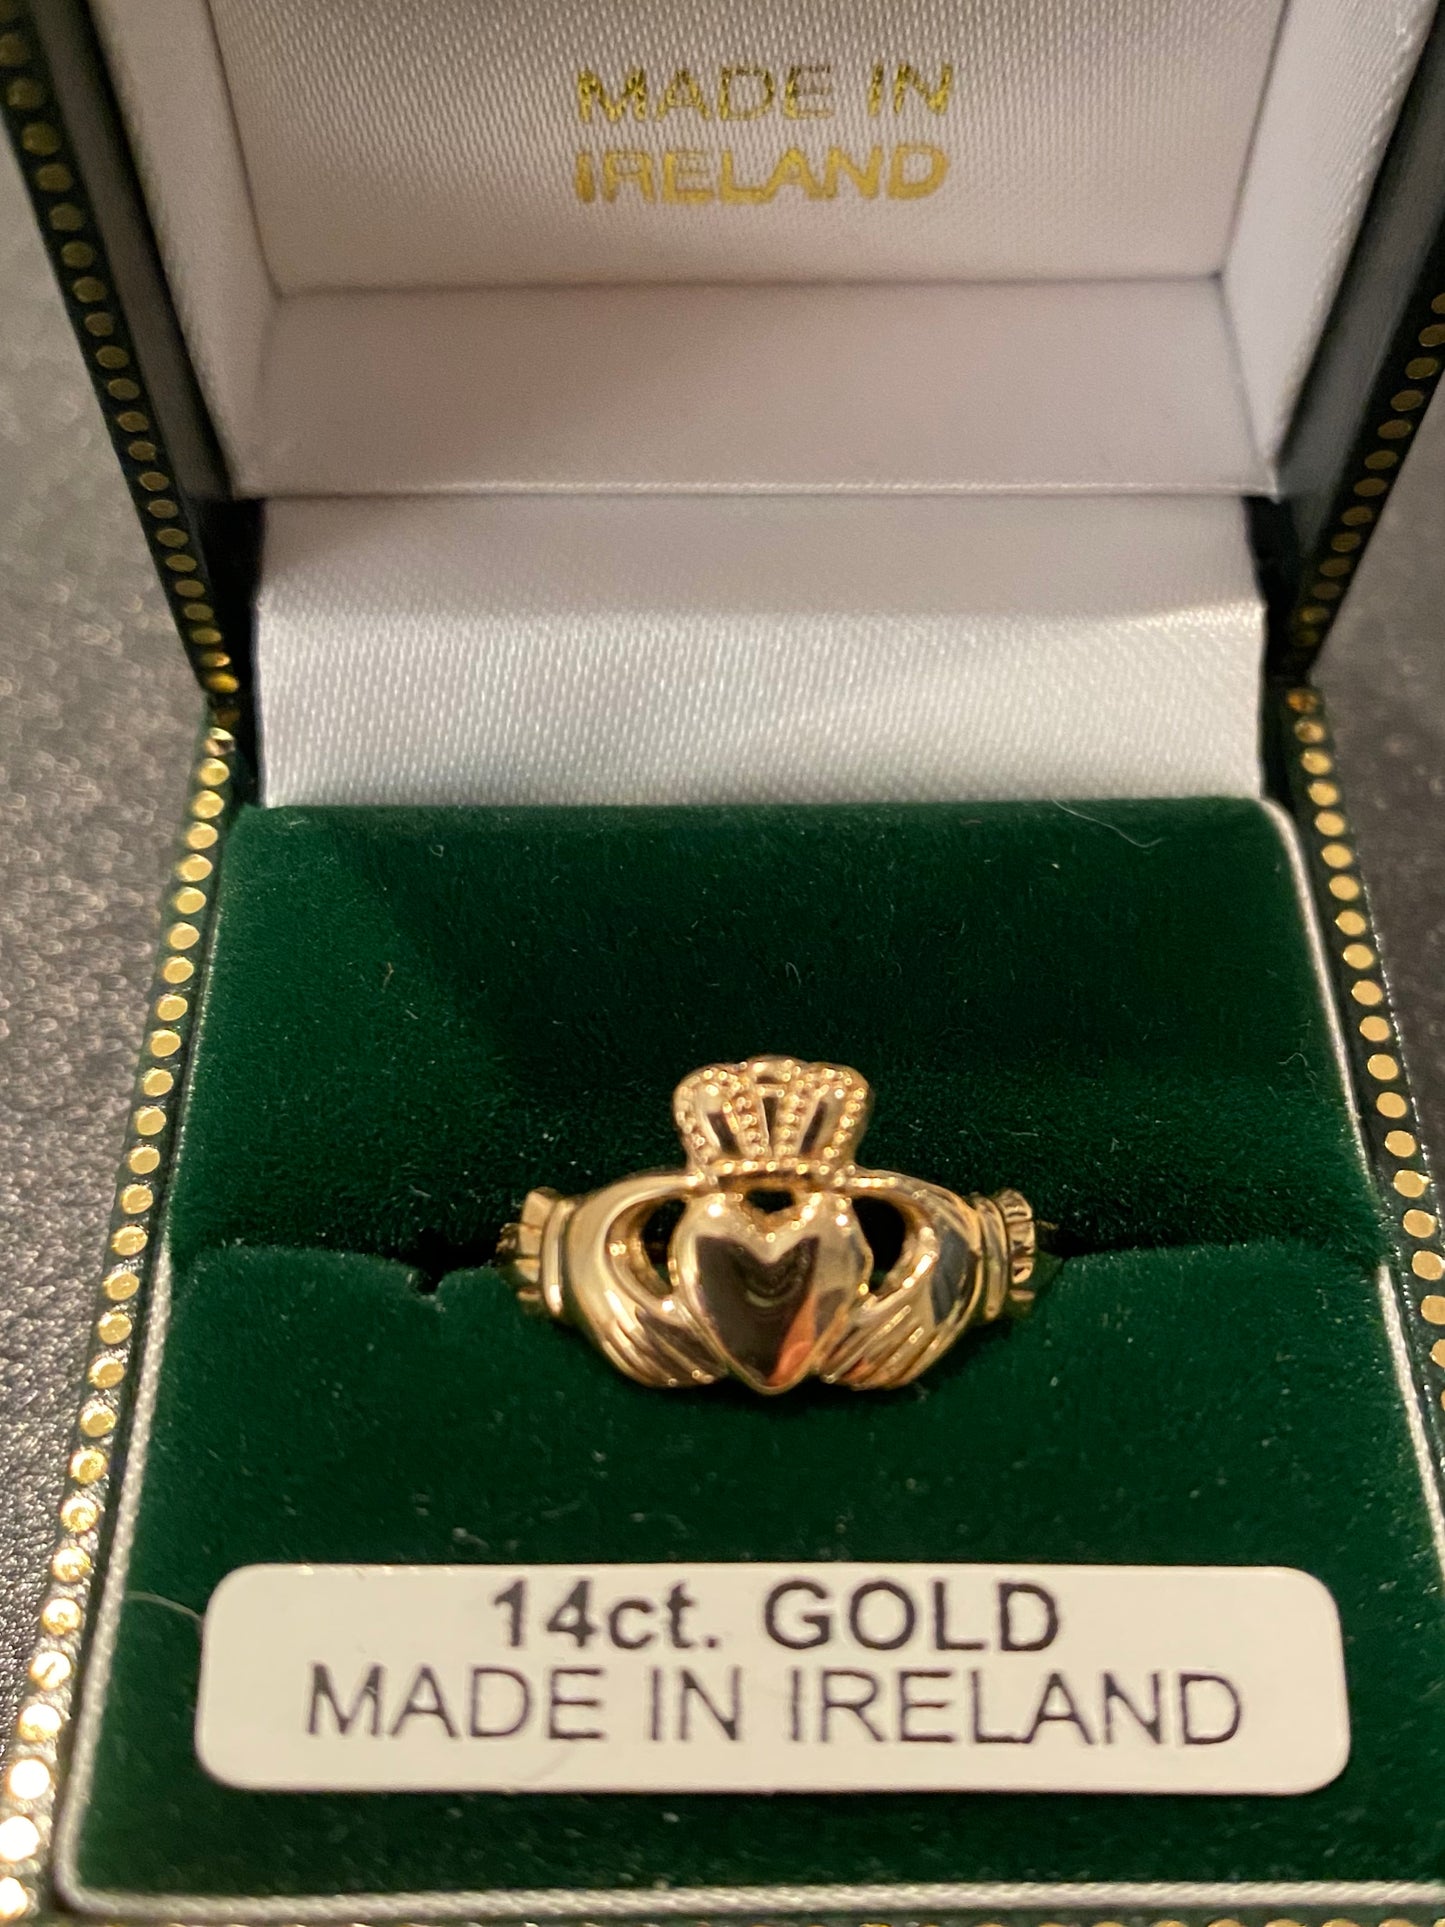 MADE IN
IRELAND
14ct. GOLD
MADE IN IRELAND